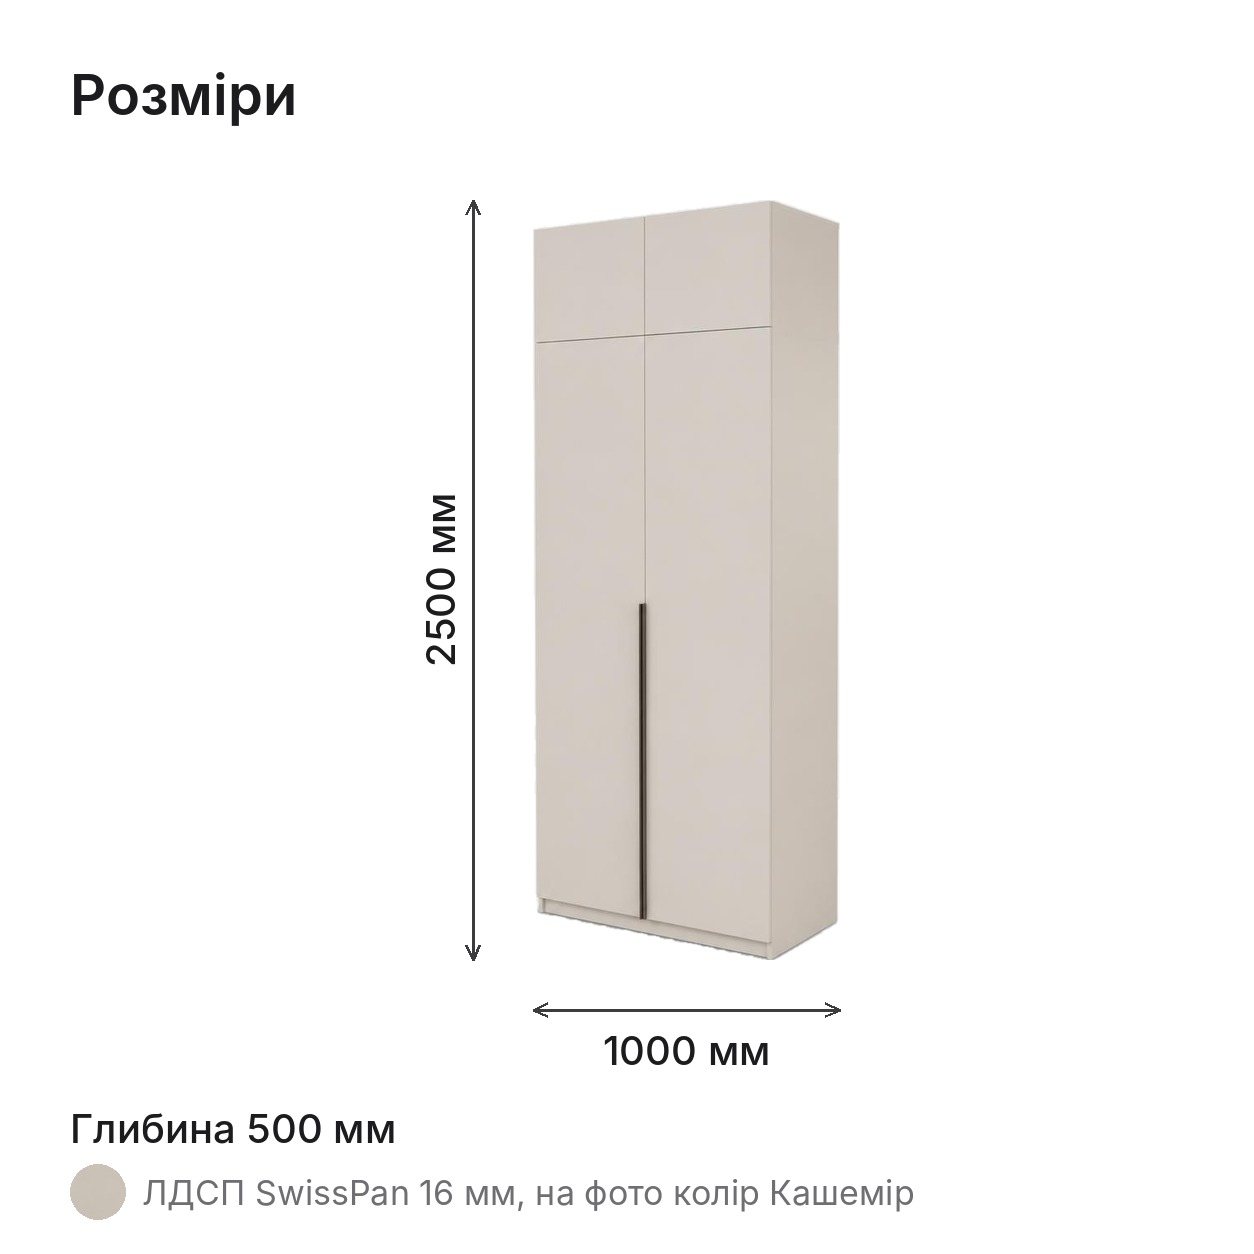 Розміри
2500 мм
1000 мм
Глибина 500 мм
ЛДСП SwissPan 16 мм, на фото колір Кашемір